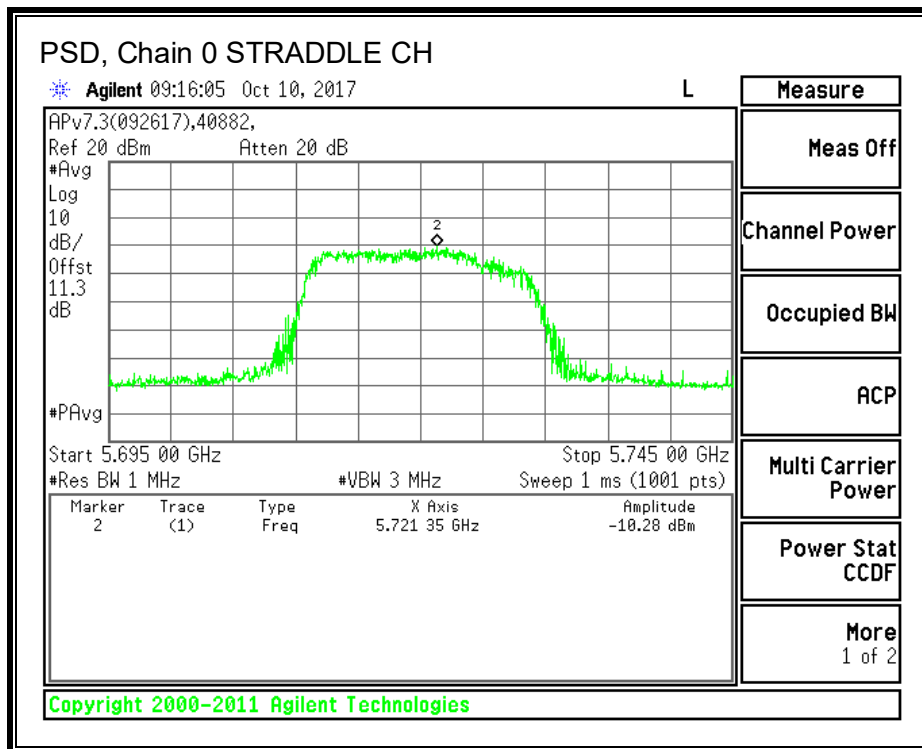 PSD, Chain 0 STRADDLE CH
Agilent 09:16:05 Oct 10, 2017 L
Measure
APv7.3(092617),40882,
Ref 20 dBm Atten 20 dB
#Avg
Log
10
dB/
Offst
11.3
dB
2
#PAvg
Start 5.695 00 GHz Stop 5.745 00 GHz
#Res BW 1 MHz #VBW 3 MHz Sweep 1 ms (1001 pts)
Marker Trace Type X Axis Amplitude
2 (1) Freq 5.721 35 GHz -10.28 dBm
Meas Off
Channel Power
Occupied BW
ACP
Multi Carrier
Power
Power Stat
CCDF
More
1 of 2
Copyright 2000-2011 Agilent Technologies